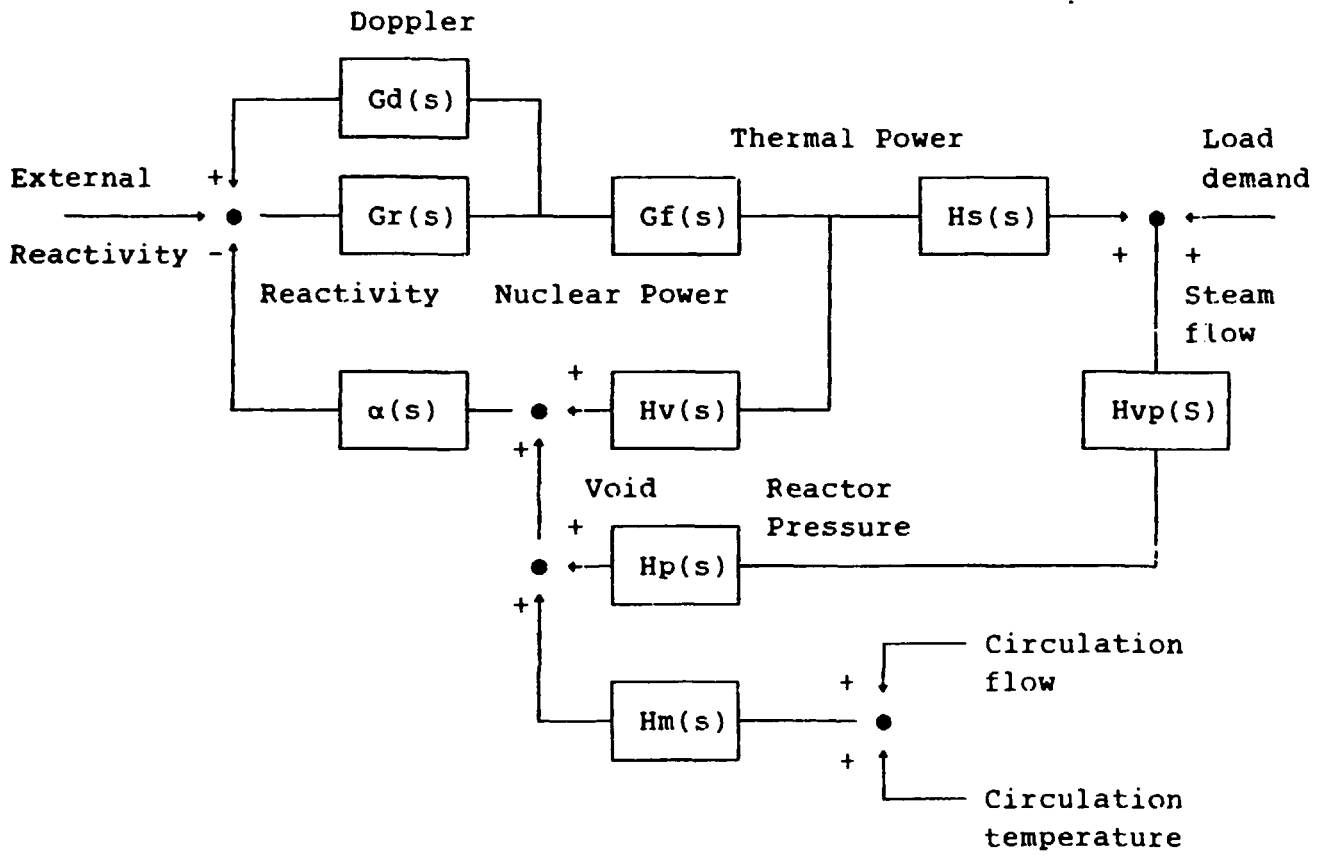 Doppler
Gd(s)
Thermal Power
Load
demand
External
+
Gr(s)
Gf(s)
Hs(s)
Reactivity
-
+
+
Reactivity
Nuclear Power
Steam
flow
+
α(s)
Hv(s)
Hvp(S)
+
Void
Reactor
Pressure
+
Hp(s)
+
Circulation
flow
+
Hm(s)
+
Circulation
temperature